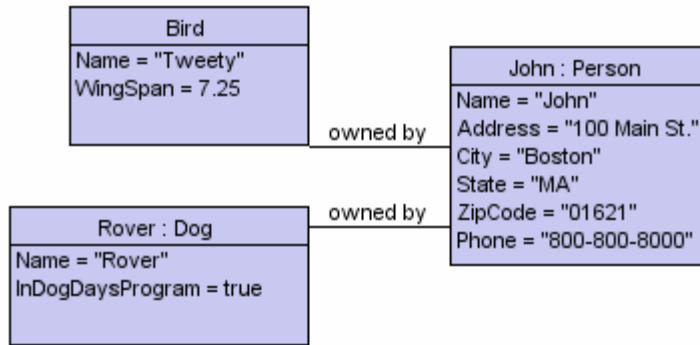 Bird
Name = "Tweety"
WingSpan = 7.25
owned by
John : Person
Name = "John"
Address = "100 Main St."
City = "Boston"
State = "MA"
ZipCode = "01621"
Phone = "800-800-8000"
owned by
Rover : Dog
Name = "Rover"
InDogDaysProgram = true